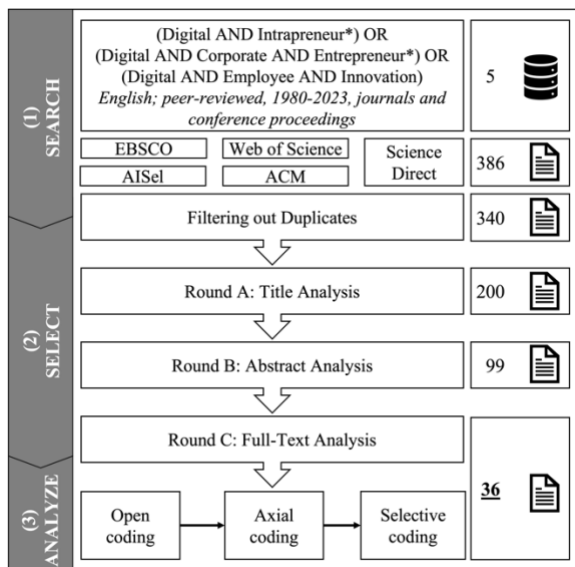 (1)
SEARCH
(Digital AND Intrapreneur*) OR
(Digital AND Corporate AND Entrepreneur*) OR
(Digital AND Employee AND Innovation)
English; peer-reviewed, 1980-2023, journals and
conference proceedings
5
EBSCO
Web of Science
Science
Direct
AISel
ACM
386
Filtering out Duplicates
340
(2)
SELECT
Round A: Title Analysis
200
Round B: Abstract Analysis
99
Round C: Full-Text Analysis
36
(3)
ANALYZE
Open
coding
Axial
coding
Selective
coding